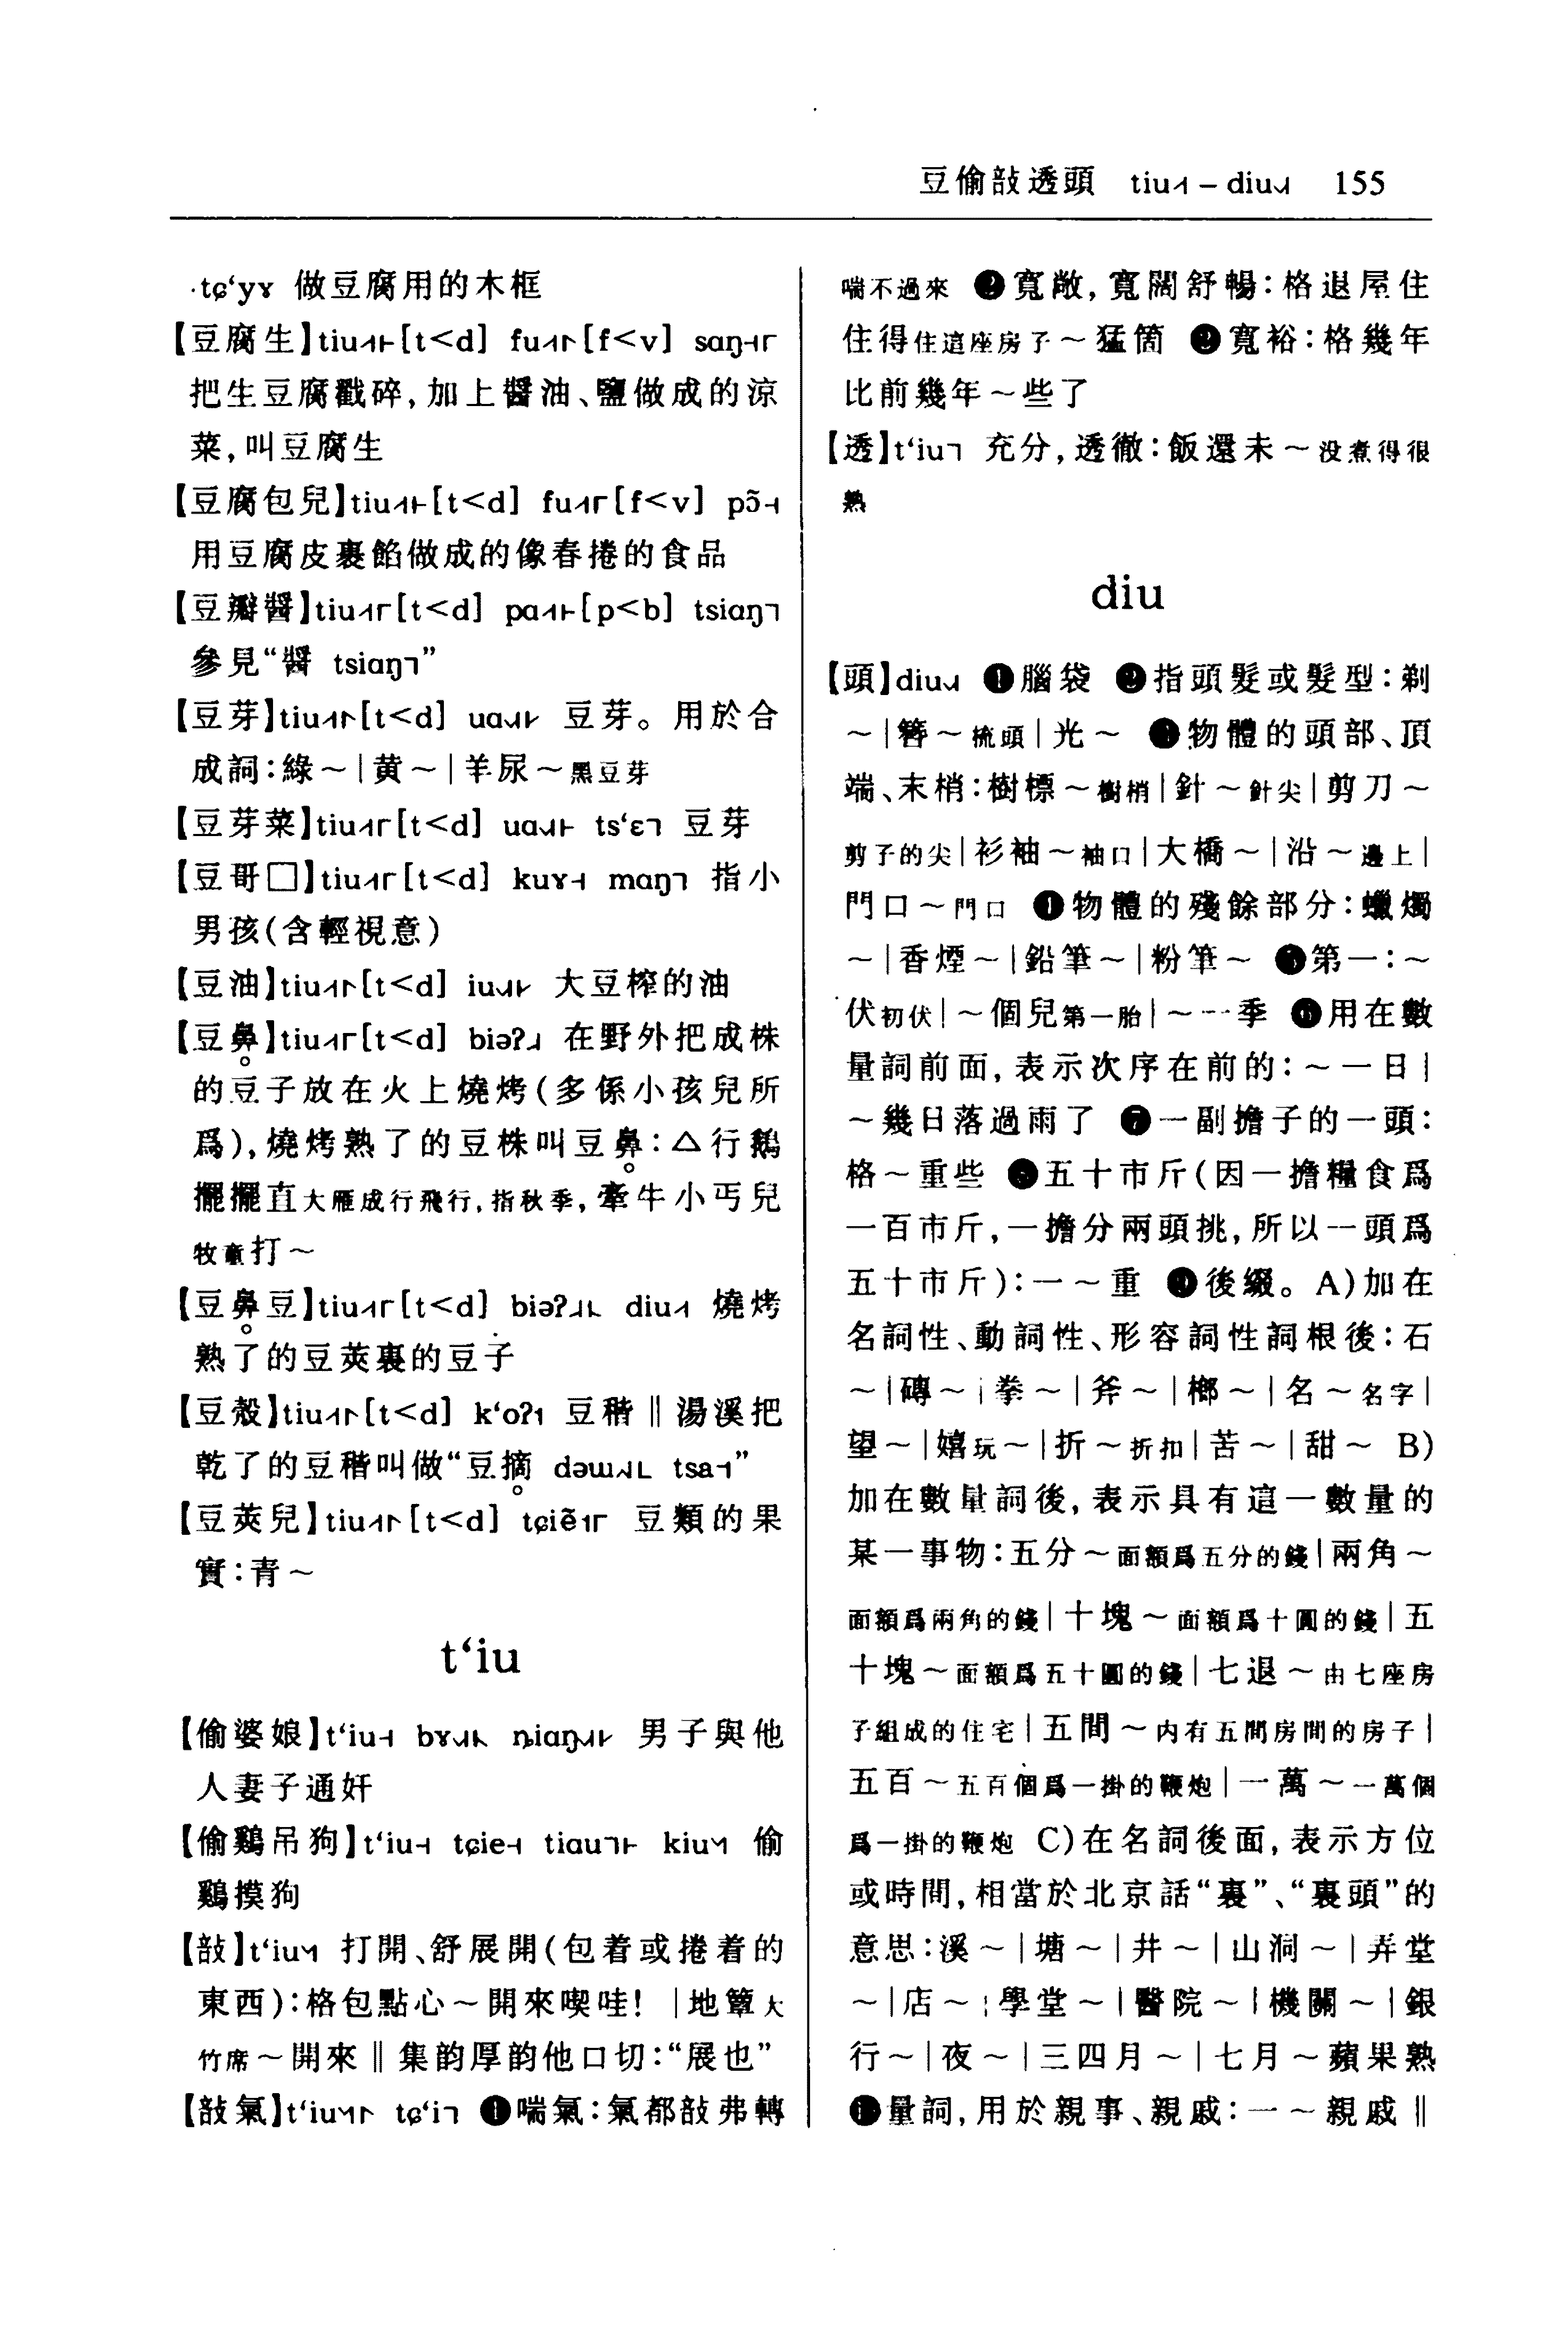 豆偷敨透頭 tiu˨˦ – diu 155
tɕ‘yɤ 做豆腐用的木框
【豆腐生】tiu[t<d] fu[f<v] sɑŋ
把生豆腐戳碎,加上醬油、鹽做成的涼
菜,叫豆腐生
【豆腐包兒】tiu[t<d] fu[f<v] pɔ̃
用豆腐皮裹餡做成的像春捲的食品
【豆瓣醬】tiu[t<d] pɑ[p<b] tsiɑŋ
參見“醬 tsiɑŋ”
【豆芽】tiu[t<d] uɑ 豆芽。用於合
成詞:綠～|黄～|羊尿～黑豆芽
【豆芽菜】tiu[t<d] uɑ ts‘ɛ 豆芽
【豆哥□】tiu[t<d] kuɤ mɑŋ 指小
男孩(含輕視意)
【豆油】tiu[t<d] iu 大豆榨的油
【豆鼻】tiu[t<d] biəʔ 在野外把成株
的豆子放在火上燒烤(多係小孩兒所
爲),燒烤熟了的豆株叫豆鼻:△行鵝
擺擺直大雁成行飛行,指秋季,牽牛小丐兒
牧童打～
【豆鼻豆】tiu[t<d] biəʔ diu 燒烤
熟了的豆莢裏的豆子
【豆殼】tiu[t<d] k‘oʔ 豆稭‖湯溪把
乾了的豆稭叫做“豆摘 dəɯ tsa”
【豆莢兒】tiu[t<d] tɕiẽ 豆類的果
實:青～
t‘iu
【偷婆娘】t‘iu bɤ ȵiɑŋ 男子與他
人妻子通奸
【偷鷄吊狗】t‘iu tɕie tiɑu kiu 偷
鷄摸狗
【敨】t‘iu 打開、舒展開(包着或捲着的
東西):格包點心～開來喫哇! |地簟大
竹席～開來‖集韵厚韵他口切:“展也”
【敨氣】t‘iu tɕ‘i ❶喘氣:氣都敨弗轉
喘不過來 ❷寬敞,寬闊舒暢:格退屋住
住得住這座房子～猛箇 ❸寬裕:格幾年
比前幾年～些了
【透】t‘iu 充分,透徹:飯還未～没煮得很
熟
diu
【頭】diu ❶腦袋 ❷指頭髮或髮型:剃
～|簪～梳頭|光～ ❸物體的頭部、頂
端、末梢:樹標～樹梢|針～針尖|剪刀～
剪子的尖|衫袖～袖口|大橋～|沿～邊上|
門口～門口 ❹物體的殘餘部分:蠟燭
～|香煙～|鉛筆～|粉筆～ ❺第一:～
伏初伏|～個兒第一胎|～一季 ❻用在數
量詞前面,表示次序在前的:～一日|
～幾日落過雨了 ❼一副擔子的一頭:
格～重些 ❽五十市斤(因一擔糧食爲
一百市斤,一擔分兩頭挑,所以一頭爲
五十市斤):一～重 ❾後綴。A)加在
名詞性、動詞性、形容詞性詞根後:石
～|磚～|拳～|斧～|榔～|名～名字|
望～|嬉玩～|折～折扣|苦～|甜～ B)
加在數量詞後,表示具有這一數量的
某一事物:五分～面額爲五分的錢|兩角～
面額爲兩角的錢|十塊～面額爲十圓的錢|五
十塊～面額爲五十圓的錢|七退～由七座房
子組成的住宅|五間～内有五間房間的房子|
五百～五百個爲一掛的鞭炮|一萬～一萬個
爲一掛的鞭炮 C)在名詞後面,表示方位
或時間,相當於北京話“裏”、“裏頭”的
意思:溪～|塘～|井～|山洞～|弄堂
～|店～|學堂～|醫院～|機關～|銀
行～|夜～|三四月～|七月～蘋果熟
❿量詞,用於親事、親戚:一～親戚‖